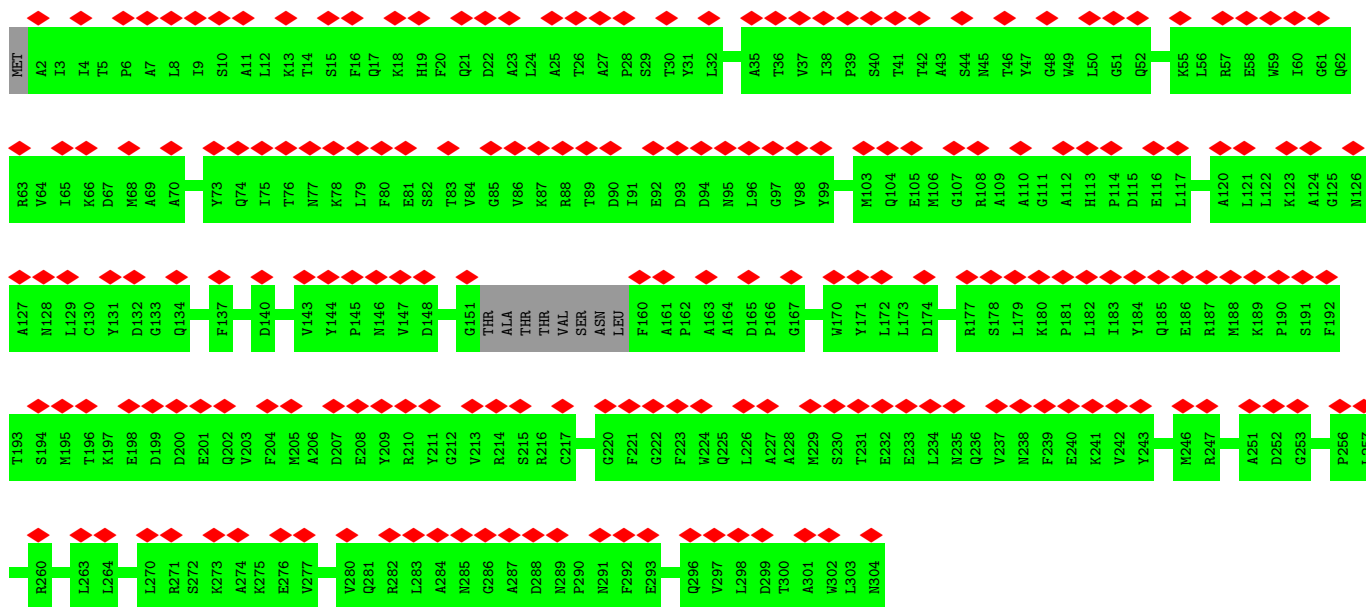 MET A2 I3 I4 T5 P6 A7 L8 I9 S10 A11 L12 K13 T14 S15 F16 Q17 K18 H19 F20 Q21 D22 A23 L24 A25 T26 A27 P28 S29 T30 Y31 L32 A35 T36 V37 I38 P39 S40 T41 T42 A43 S44 N45 T46 Y47 G48 W49 L50 G51 Q52 K55 L56 R57 E58 W59 I60 G61 Q62
R63 V64 I65 K66 D67 M68 A69 A70 Y73 Q74 I75 T76 N77 K78 L79 F80 E81 S82 T83 V84 G85 V86 K87 R88 T89 D90 I91 E92 D93 D94 N95 L96 G97 V98 Y99 M103 Q104 E105 M106 G107 R108 A109 A110 G111 A112 H113 P114 D115 E116 L117 A120 L121 L122 K123 A124 G125 N126
A127 N128 L129 C130 Y131 D132 G133 Q134 F137 D140 V143 Y144 P145 N146 V147 D148 G151 THR ALA THR THR VAL SER ASN LEU F160 A161 P162 A163 A164 D165 P166 G167 W170 Y171 L172 L173 D174 R177 S178 L179 K180 P181 L182 I183 Y184 Q185 E186 R187 M188 K189 P190 S191 F192
T193 S194 M195 T196 K197 E198 D199 D200 E201 Q202 V203 F204 M205 A206 D207 E208 Y209 R210 Y211 G212 V213 R214 S215 R216 C217 G220 F221 G222 F223 W224 Q225 L226 A227 A228 M229 S230 T231 E232 E233 L234 N235 Q236 V237 N238 F239 E240 K241 V242 Y243 M246 R247 A251 D252 G253 P256 L257
R260 L263 L264 L270 R271 S272 K273 A274 K275 E276 V277 V280 Q281 R282 L283 A284 N285 G286 A287 D288 N289 P290 N291 F292 E293 Q296 V297 L298 D299 T300 A301 W302 L303 N304